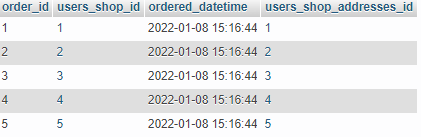 order_id users_shop_id ordered_datetime users_shop_addresses_id
1 1 2022-01-08 15:16:44 1
2 2 2022-01-08 15:16:44 2
3 3 2022-01-08 15:16:44 3
4 4 2022-01-08 15:16:44 4
5 5 2022-01-08 15:16:44 5